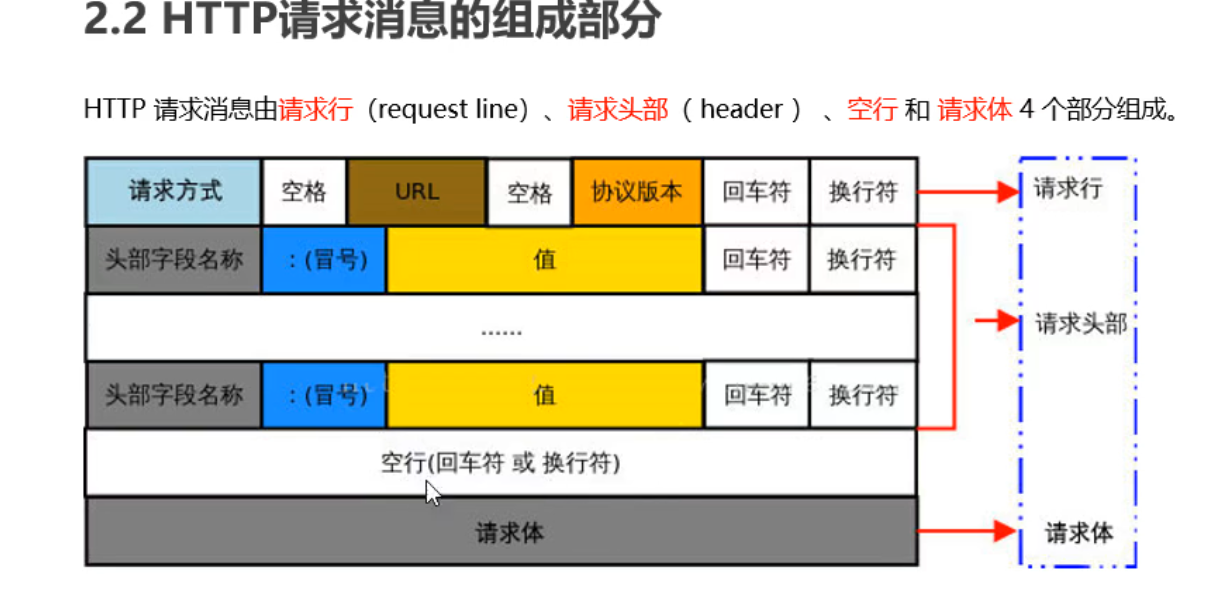 2.2 HTTP请求消息的组成部分
HTTP 请求消息由请求行（request line）、请求头部（ header ） 、空行 和 请求体 4 个部分组成。
请求方式 空格 URL 空格 协议版本 回车符 换行符 请求行
头部字段名称 : (冒号) 值 回车符 换行符
...... 请求头部
头部字段名称 : (冒号) 值 回车符 换行符
空行(回车符 或 换行符)
请求体 请求体